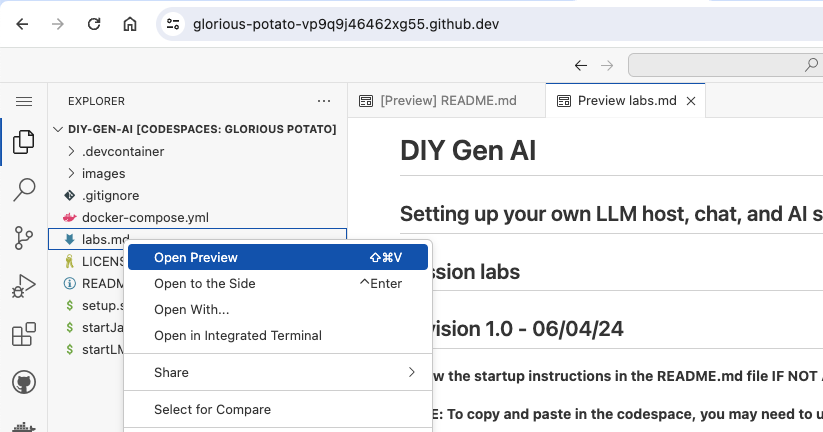 glorious-potato-vp9q9j46462xg55.github.dev
EXPLORER
[Preview] README.md
Preview labs.md
DIY-GEN-AI [CODESPACES: GLORIOUS POTATO]
.devcontainer
images
.gitignore
docker-compose.yml
labs.md
LICENS
READM
setup.s
startJa
startLM
Open Preview ⇧⌘V
Open to the Side ^Enter
Open With...
Open in Integrated Terminal
Share
Select for Compare
DIY Gen AI
Setting up your own LLM host, chat, and AI s
ssion labs
vision 1.0 - 06/04/24
w the startup instructions in the README.md file IF NOT
E: To copy and paste in the codespace, you may need to u